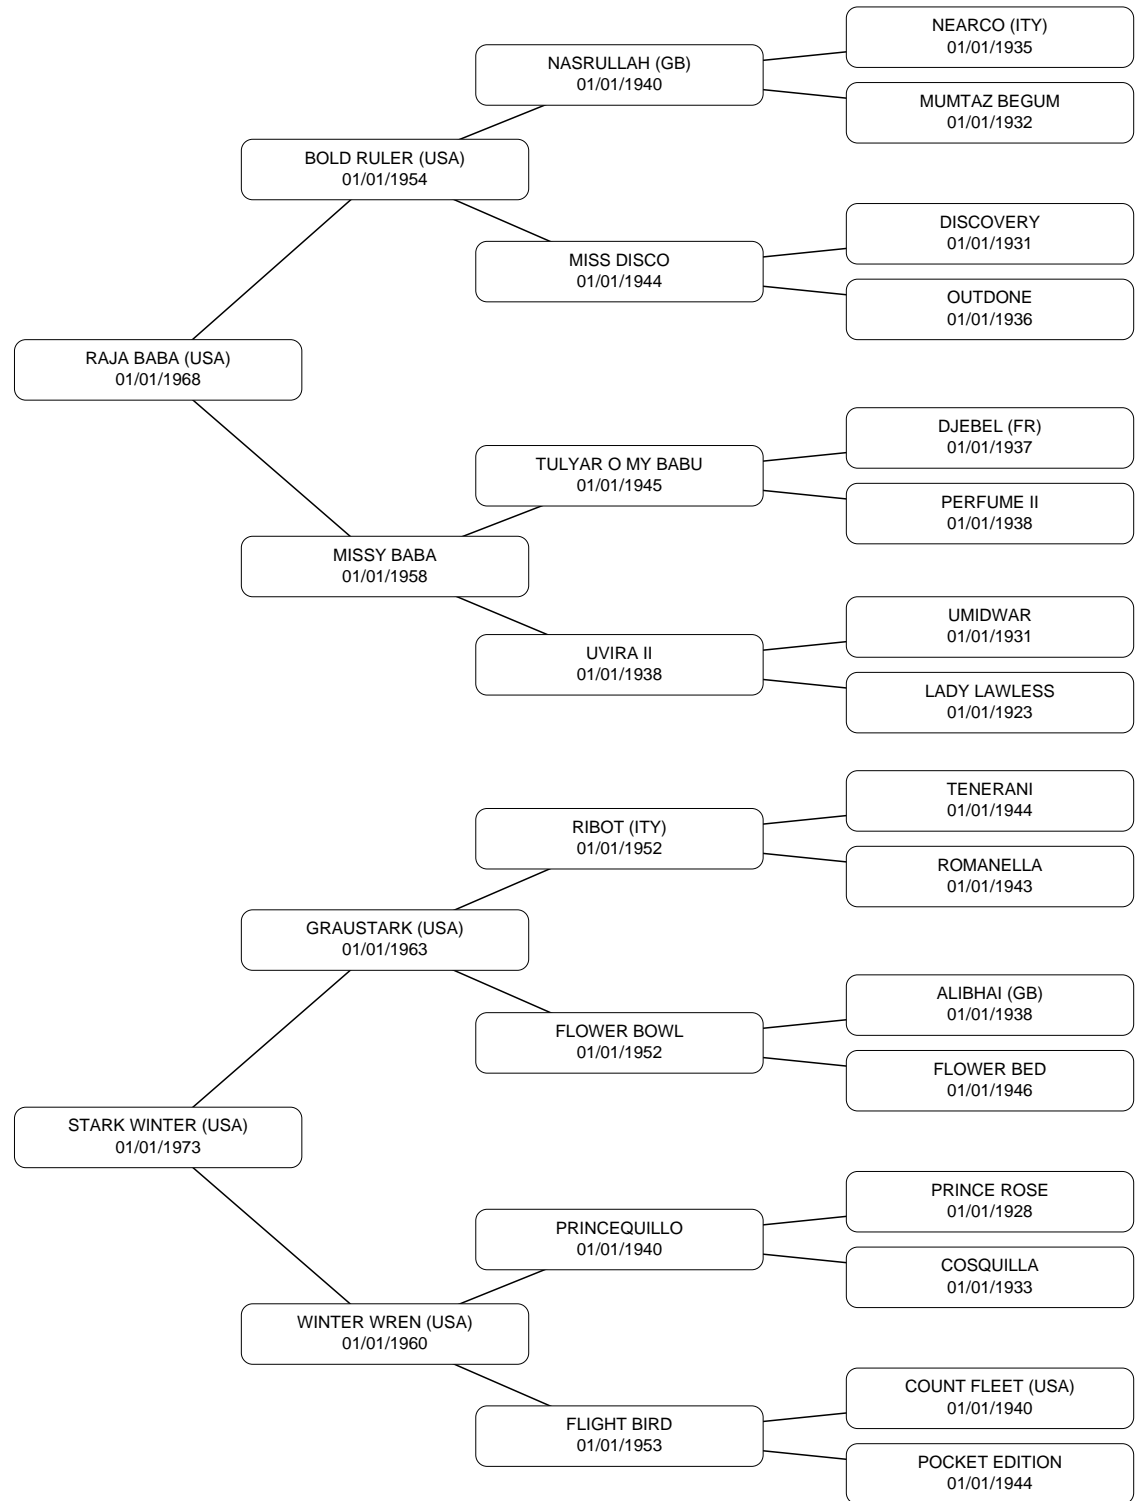 NEARCO (ITY)
01/01/1935
NASRULLAH (GB)
01/01/1940
MUMTAZ BEGUM
01/01/1932
BOLD RULER (USA)
01/01/1954
DISCOVERY
01/01/1931
MISS DISCO
01/01/1944
OUTDONE
01/01/1936
RAJA BABA (USA)
01/01/1968
DJEBEL (FR)
01/01/1937
TULYAR O MY BABU
01/01/1945
PERFUME II
01/01/1938
MISSY BABA
01/01/1958
UMIDWAR
01/01/1931
UVIRA II
01/01/1938
LADY LAWLESS
01/01/1923
TENERANI
01/01/1944
RIBOT (ITY)
01/01/1952
ROMANELLA
01/01/1943
GRAUSTARK (USA)
01/01/1963
ALIBHAI (GB)
01/01/1938
FLOWER BOWL
01/01/1952
FLOWER BED
01/01/1946
STARK WINTER (USA)
01/01/1973
PRINCE ROSE
01/01/1928
PRINCEQUILLO
01/01/1940
COSQUILLA
01/01/1933
WINTER WREN (USA)
01/01/1960
COUNT FLEET (USA)
01/01/1940
FLIGHT BIRD
01/01/1953
POCKET EDITION
01/01/1944